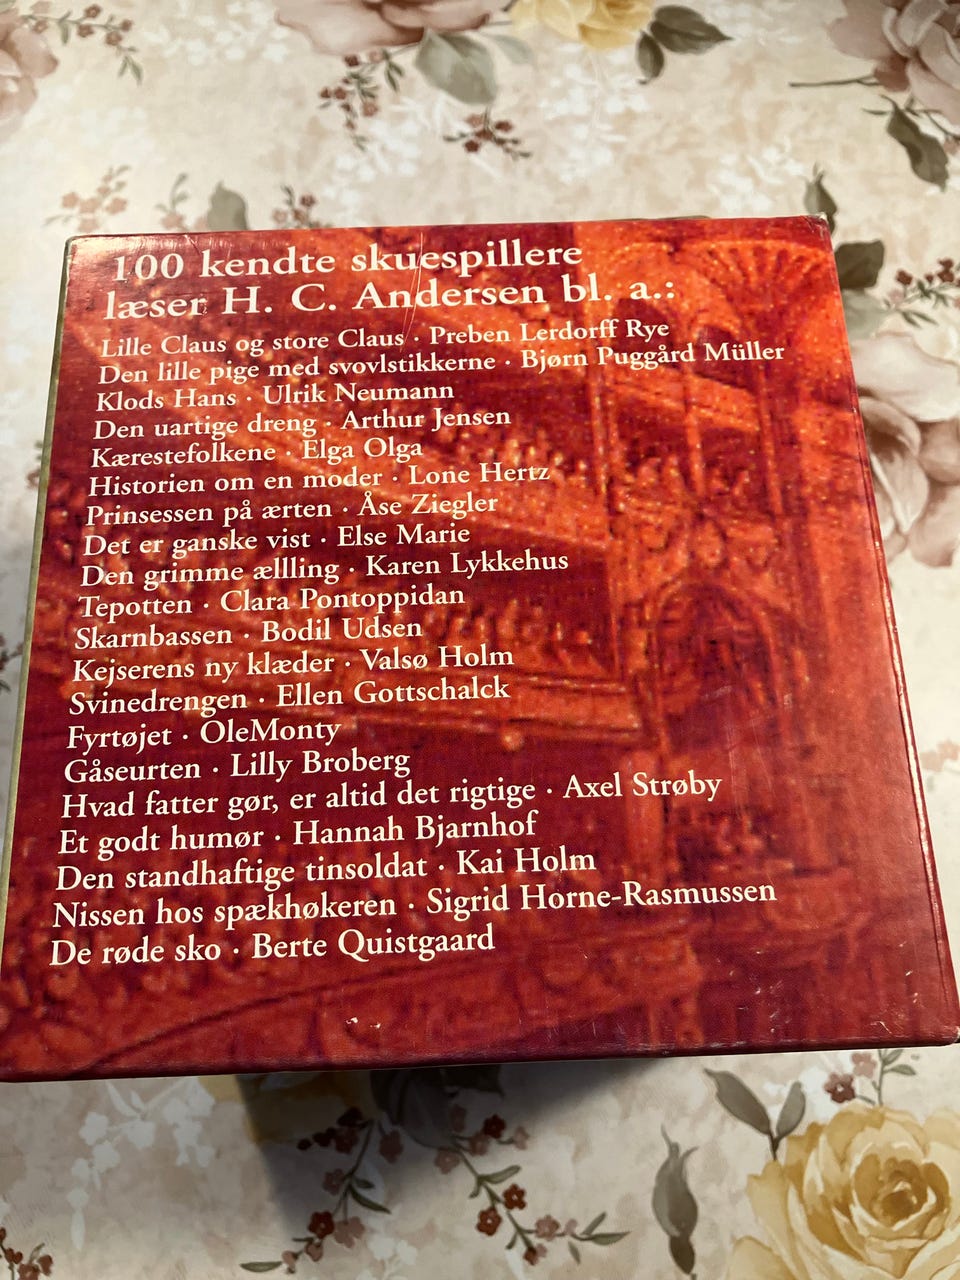 100 kendte skuespillere
læser H. C. Andersen bl. a.:
Lille Claus og store Claus · Preben Lerdorff Rye
Den lille pige med svovlstikkerne · Bjørn Puggård Müller
Klods Hans · Ulrik Neumann
Den uartige dreng · Arthur Jensen
Kærestefolkene · Elga Olga
Historien om en moder · Lone Hertz
Prinsessen på ærten · Åse Ziegler
Det er ganske vist · Else Marie
Den grimme ællling · Karen Lykkehus
Tepotten · Clara Pontoppidan
Skarnbassen · Bodil Udsen
Kejserens ny klæder · Valsø Holm
Svinedrengen · Ellen Gottschalck
Fyrtøjet · OleMonty
Gåseurten · Lilly Broberg
Hvad fatter gør, er altid det rigtige · Axel Strøby
Et godt humør · Hannah Bjarnhof
Den standhaftige tinsoldat · Kai Holm
Nissen hos spækhøkeren · Sigrid Horne-Rasmussen
De røde sko · Berte Quistgaard